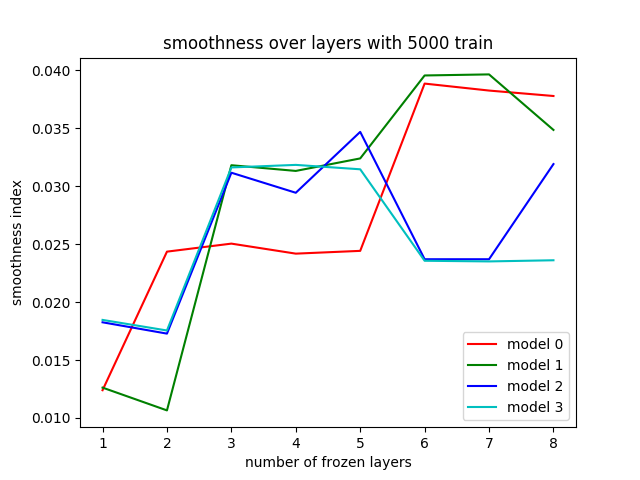 smoothness over layers with 5000 train
smoothness index
0.040
0.035
0.030
0.025
0.020
0.015
0.010
model 0
model 1
model 2
model 3
1 2 3 4 5 6 7 8
number of frozen layers